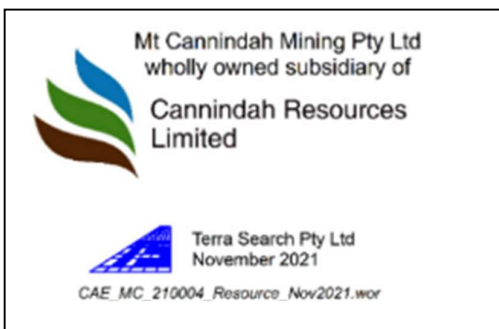 Mt Cannindah Mining Pty Ltd
wholly owned subsidiary of
Cannindah Resources
Limited
Terra Search Pty Ltd
November 2021
CAE_MC_210004_Resource_Nov2021.wor